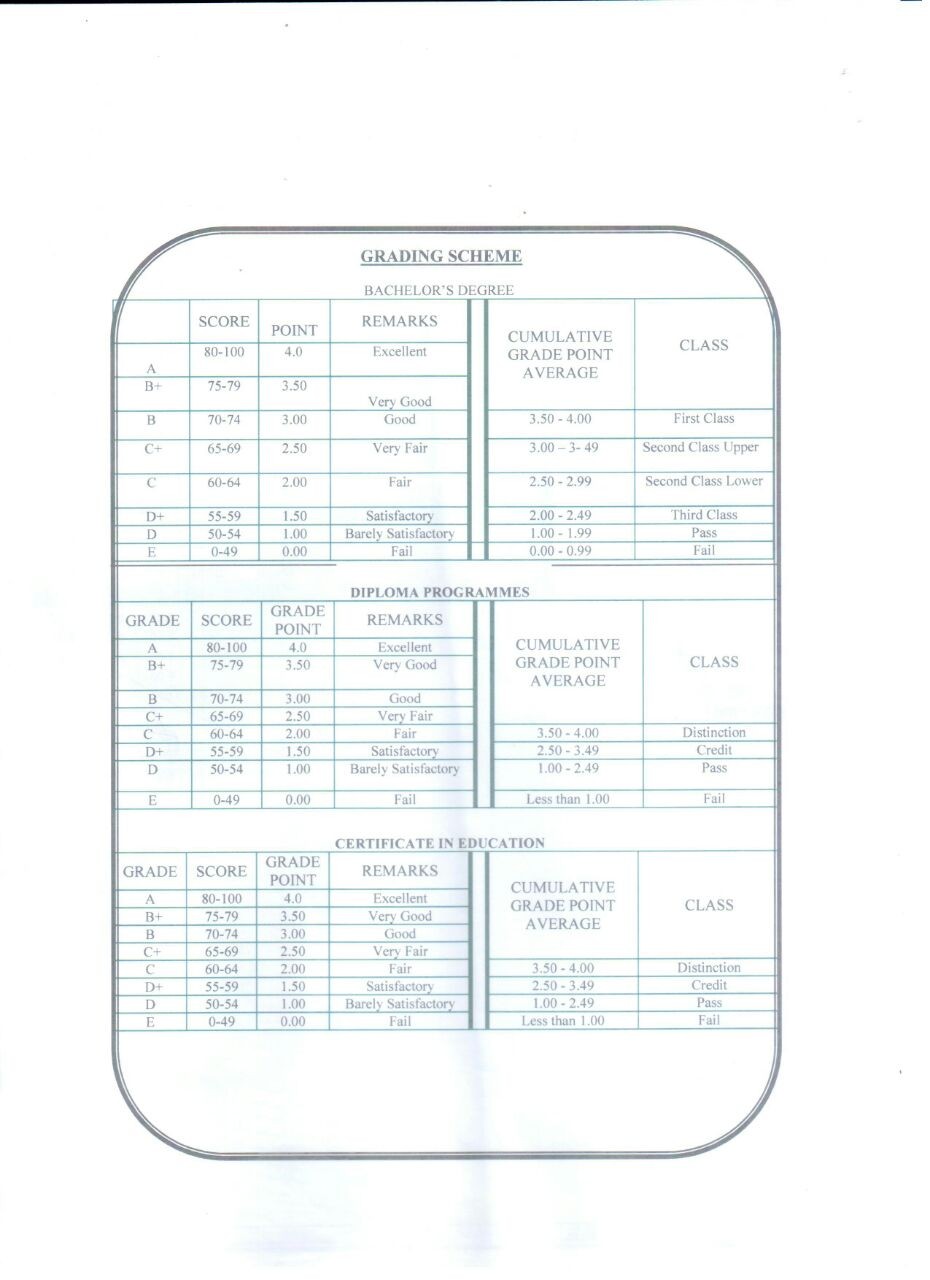 GRADING SCHEME
BACHELOR'S DEGREE
SCORE POINT REMARKS CUMULATIVE GRADE POINT AVERAGE CLASS
A 80-100 4.0 Excellent
B+ 75-79 3.50 Very Good
B 70-74 3.00 Good 3.50 - 4.00 First Class
C+ 65-69 2.50 Very Fair 3.00 – 3- 49 Second Class Upper
C 60-64 2.00 Fair 2.50 - 2.99 Second Class Lower
D+ 55-59 1.50 Satisfactory 2.00 - 2.49 Third Class
D 50-54 1.00 Barely Satisfactory 1.00 - 1.99 Pass
E 0-49 0.00 Fail 0.00 - 0.99 Fail
DIPLOMA PROGRAMMES
GRADE SCORE GRADE POINT REMARKS CUMULATIVE GRADE POINT AVERAGE CLASS
A 80-100 4.0 Excellent
B+ 75-79 3.50 Very Good
B 70-74 3.00 Good
C+ 65-69 2.50 Very Fair
C 60-64 2.00 Fair 3.50 - 4.00 Distinction
D+ 55-59 1.50 Satisfactory 2.50 - 3.49 Credit
D 50-54 1.00 Barely Satisfactory 1.00 - 2.49 Pass
E 0-49 0.00 Fail Less than 1.00 Fail
CERTIFICATE IN EDUCATION
GRADE SCORE GRADE POINT REMARKS CUMULATIVE GRADE POINT AVERAGE CLASS
A 80-100 4.0 Excellent
B+ 75-79 3.50 Very Good
B 70-74 3.00 Good
C+ 65-69 2.50 Very Fair
C 60-64 2.00 Fair 3.50 - 4.00 Distinction
D+ 55-59 1.50 Satisfactory 2.50 - 3.49 Credit
D 50-54 1.00 Barely Satisfactory 1.00 - 2.49 Pass
E 0-49 0.00 Fail Less than 1.00 Fail